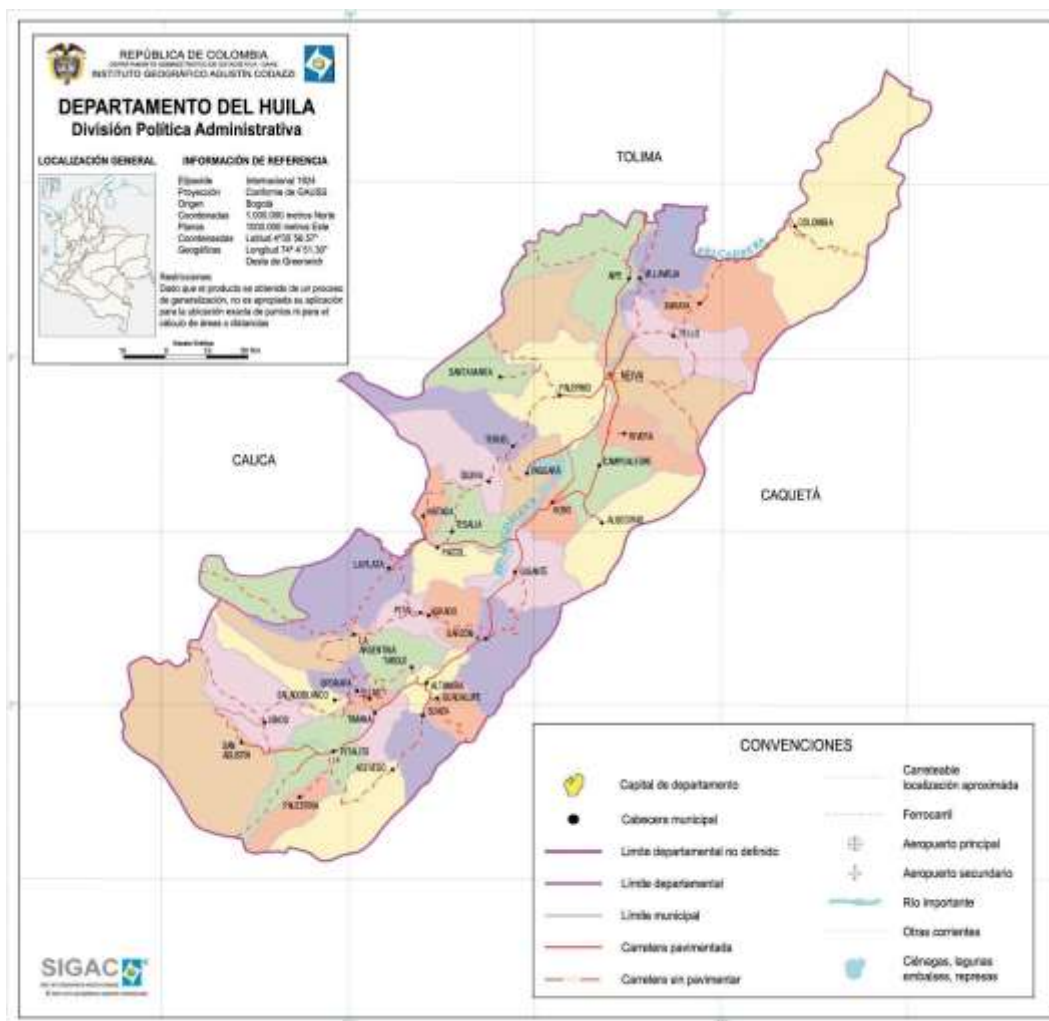 REPÚBLICA DE COLOMBIA
INSTITUTO GEOGRÁFICO AGUSTÍN CODAZZI
DEPARTAMENTO DEL HUILA
División Política Administrativa
LOCALIZACIÓN GENERAL
INFORMACIÓN DE REFERENCIA
Elipsoide Internacional 1924
Proyección Conforme de GAUSS
Origen Bogotá
Coordenadas 1.000.000 metros Norte
Planas 1000.000 metros Este
Coordenadas Latitud 4°35' 56.57"
Geográficas Longitud 74° 4' 51.30"
Oeste de Greenwich
Restricciones
Dado que el producto es obtenido de un proceso
de generalización, no es apropiada su aplicación
para la ubicación exacta de puntos ni para el
cálculo de áreas o distancias
TOLIMA
COLOMBIA
AIPE
VILLAVIEJA
BARAYA
TELLO
SANTA MARÍA
PALERMO
NEIVA
CAUCA
TERUEL
RIVERA
IQUIRA
YAGUARÁ
CAMPOALEGRE
CAQUETÁ
HOBO
ALGECIRAS
NATAGA
TESALIA
PAICOL
LA PLATA
GIGANTE
PITAL
AGRADO
GARZÓN
LA
ARGENTINA
TARQUI
ALTAMIRA
OPORAPA
ELIAS
GUADALUPE
SALADOBLANCO
SUAZA
TIMANA
ISNOS
SAN
AGUSTIN
PITALITO
ACEVEDO
PALESTINA
CONVENCIONES
Capital de departamento
Cabecera municipal
Límite departamental no definido
Límite departamental
Límite municipal
Carretera pavimentada
Carretera sin pavimentar
Carreteable
localización aproximada
Ferrocarril
Aeropuerto principal
Aeropuerto secundario
Río importante
Otras corrientes
Ciénagas, lagunas
embalses, represas
SIGAC